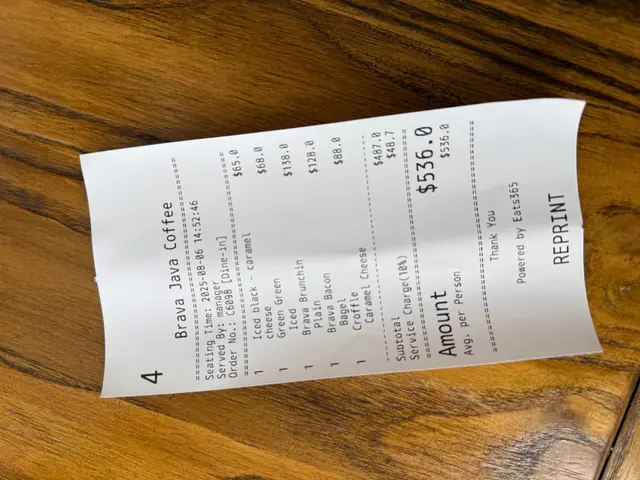 4
Brava Java Coffee
Seating Time: 2025-08-06 14:52:46
Served By: manager
Order No.: C6098 [Dine-in]
1 Iced black - caramel cheese $65.0
1 Green Green Iced $68.0
1 Brava Brunchin Plain $138.0
1 Brava Bacon Bagel $128.0
1 Croffle Caramel Cheese $88.0
Subtotal $487.0
Service Charge(10%) $48.7
Amount $536.0
Avg. per Person $536.0
Thank You
Powered by Eats365
REPRINT